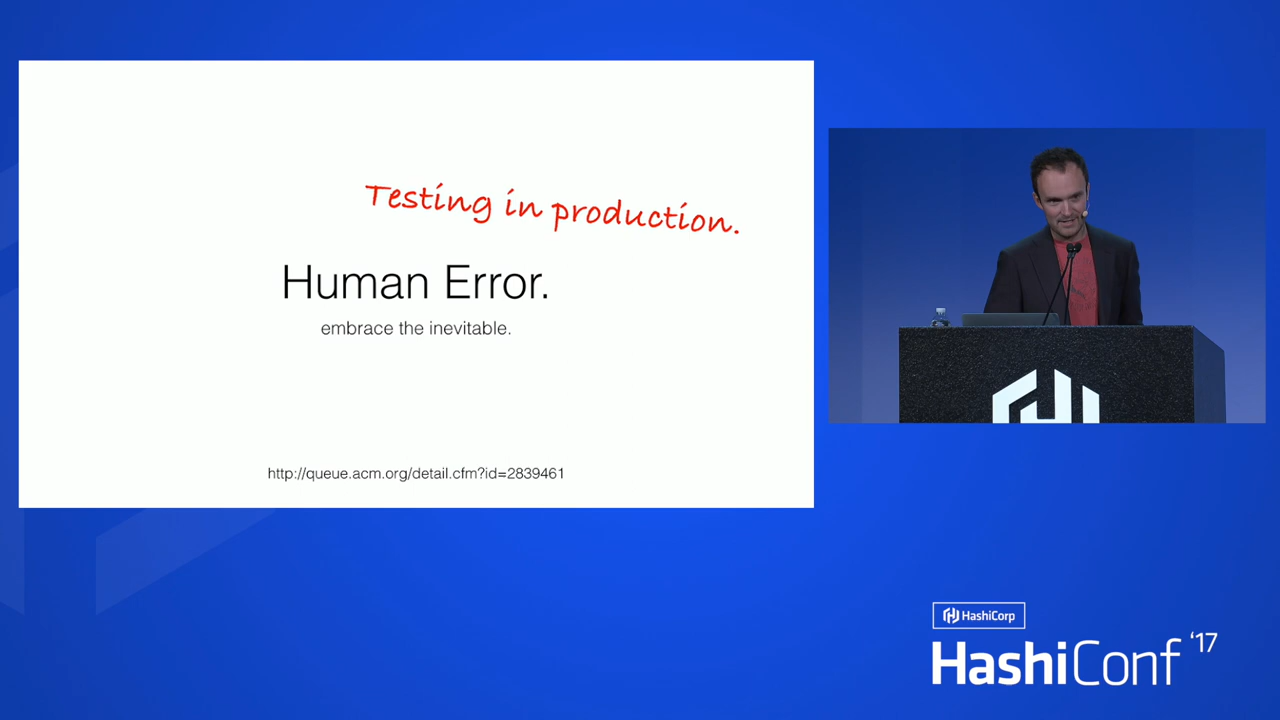 Testing in production.
Human Error.
embrace the inevitable.
http://queue.acm.org/detail.cfm?id=2839461
HashiCorp
HashiConf '17